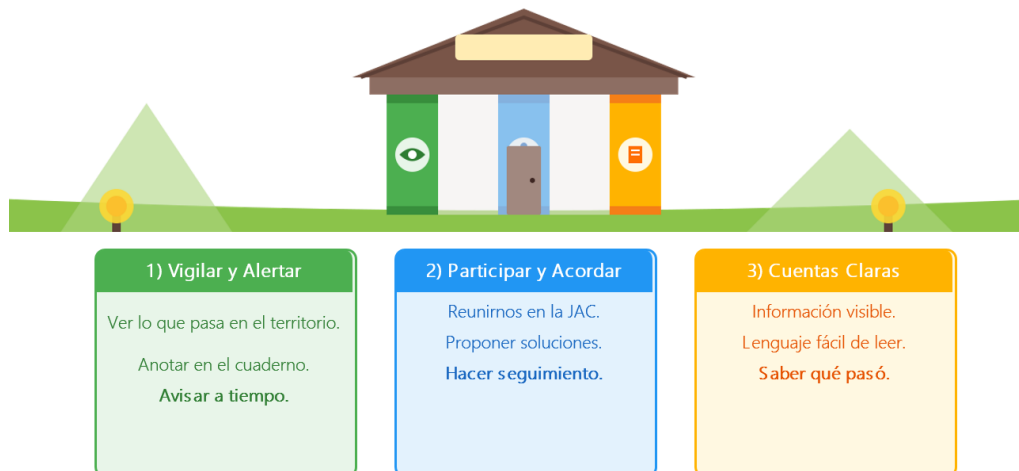 1) Vigilar y Alertar
Ver lo que pasa en el territorio.
Anotar en el cuaderno.
Avisar a tiempo.
2) Participar y Acordar
Reunirnos en la JAC.
Proponer soluciones.
Hacer seguimiento.
3) Cuentas Claras
Información visible.
Lenguaje fácil de leer.
Saber qué pasó.